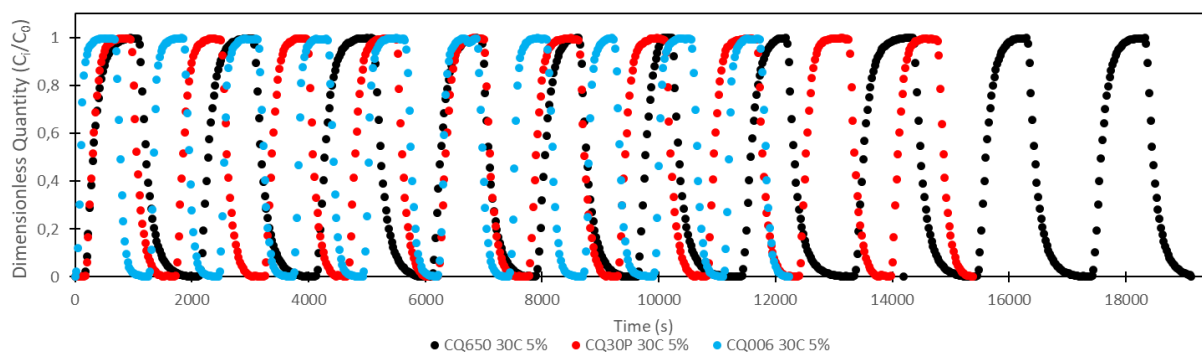 Dimensionless Quantity (Cᵢ/C₀)
1
0,8
0,6
0,4
0,2
0
0 2000 4000 6000 8000 10000 12000 14000 16000 18000
Time (s)
CQ650 30C 5% CQ30P 30C 5% CQ006 30C 5%